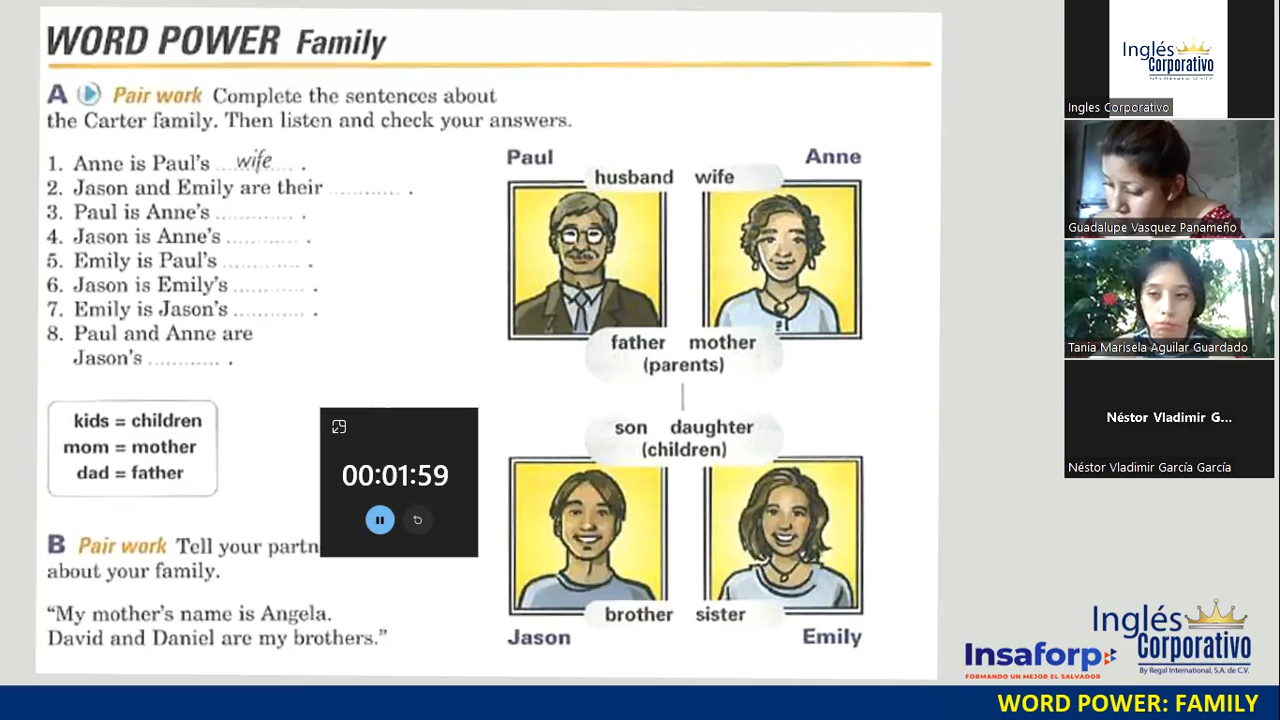 WORD POWER Family
A Pair work Complete the sentences about
the Carter family. Then listen and check your answers.
1. Anne is Paul's wife .
2. Jason and Emily are their ............ .
3. Paul is Anne's ............ .
4. Jason is Anne's ............ .
5. Emily is Paul's ............ .
6. Jason is Emily's ............ .
7. Emily is Jason's ............ .
8. Paul and Anne are
Jason's ............ .
kids = children
mom = mother
dad = father
B Pair work Tell your partn
about your family.
"My mother's name is Angela.
David and Daniel are my brothers."
00:01:59
Paul Anne
husband wife
father mother
(parents)
son daughter
(children)
brother sister
Jason Emily
Inglés
Corporativo
Ingles Corporativo
Guadalupe Vasquez Panameño
Tania Marisela Aguilar Guardado
Néstor Vladimir G...
Néstor Vladimir García García
Insaforp
FORMANDO UN MEJOR EL SALVADOR
Inglés
Corporativo
By Regal International, S.A. de C.V.
WORD POWER: FAMILY